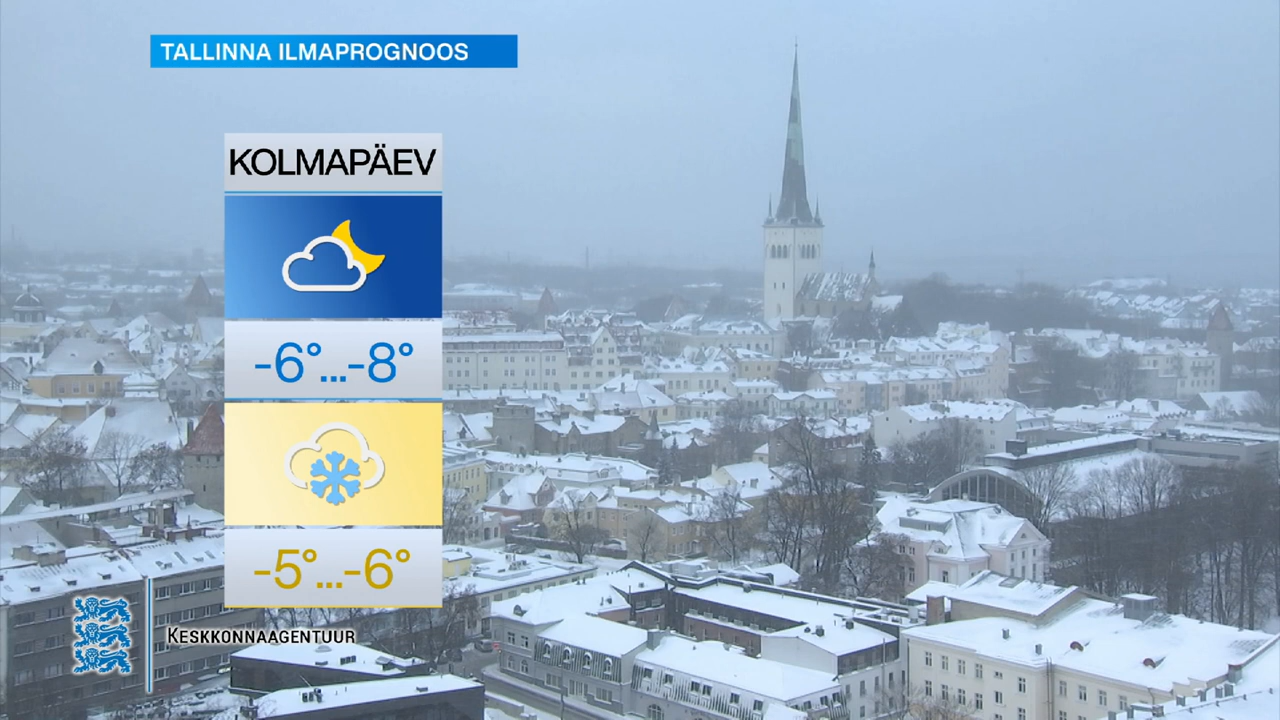 TALLINNA ILMAPROGNOOS
KOLMAPÄEV
-6°...-8°
-5°...-6°
KESKKONNAAGENTUUR